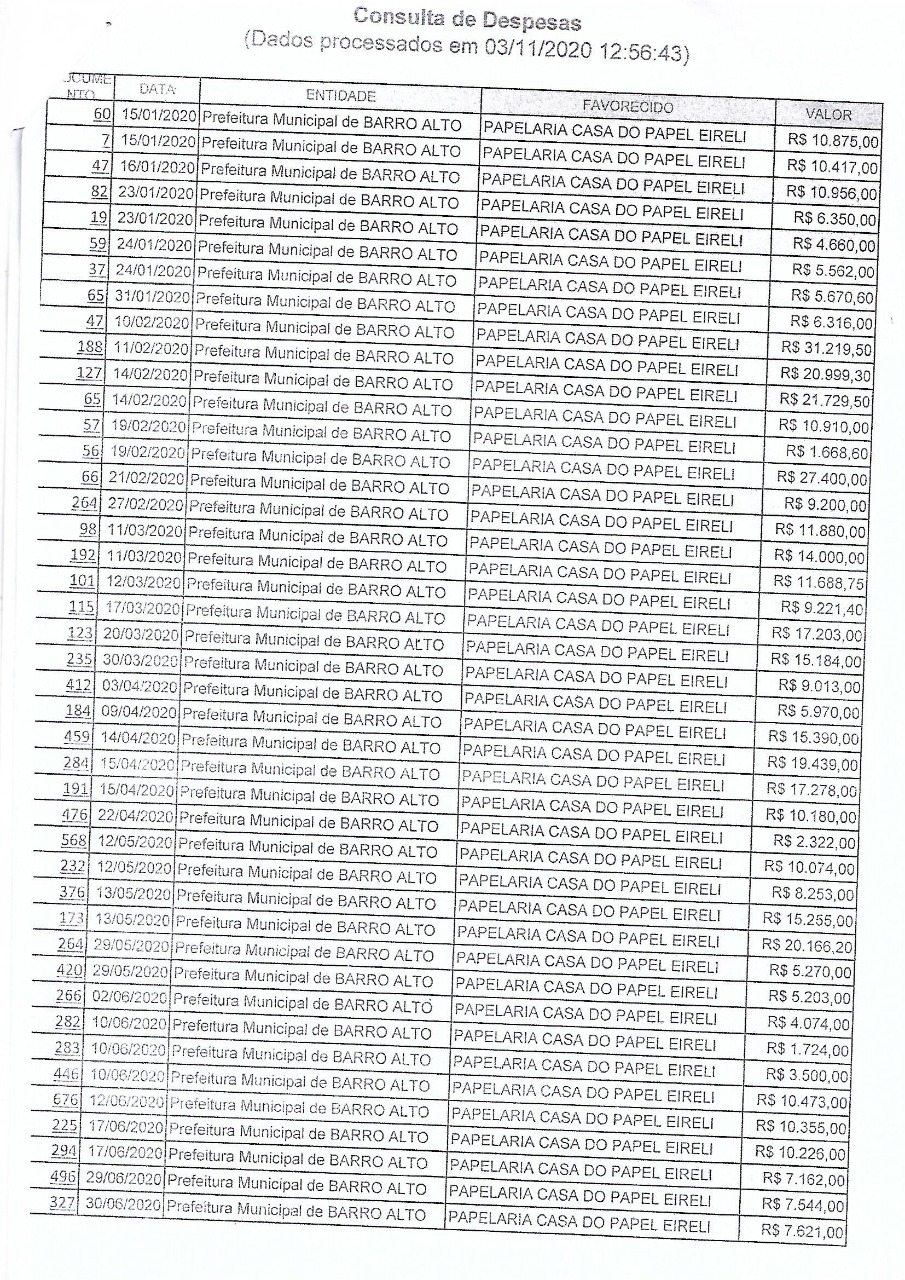 Consulta de Despesas
(Dados processados em 03/11/2020 12:56:43)
DATA ENTIDADE FAVORECIDO VALOR
NTO
60 15/01/2020 Prefeitura Municipal de BARRO ALTO PAPELARIA CASA DO PAPEL EIRELI R$ 10.875,00
7 15/01/2020 Prefeitura Municipal de BARRO ALTO PAPELARIA CASA DO PAPEL EIRELI R$ 10.417,00
47 16/01/2020 Prefeitura Municipal de BARRO ALTO PAPELARIA CASA DO PAPEL EIRELI R$ 10.956,00
82 23/01/2020 Prefeitura Municipal de BARRO ALTO PAPELARIA CASA DO PAPEL EIRELI R$ 6.350,00
19 23/01/2020 Prefeitura Municipal de BARRO ALTO PAPELARIA CASA DO PAPEL EIRELI R$ 4.660,00
59 24/01/2020 Prefeitura Municipal de BARRO ALTO PAPELARIA CASA DO PAPEL EIRELI R$ 5.562,00
37 24/01/2020 Prefeitura Municipal de BARRO ALTO PAPELARIA CASA DO PAPEL EIRELI R$ 5.670,60
65 31/01/2020 Prefeitura Municipal de BARRO ALTO PAPELARIA CASA DO PAPEL EIRELI R$ 6.316,00
47 10/02/2020 Prefeitura Municipal de BARRO ALTO PAPELARIA CASA DO PAPEL EIRELI R$ 31.219,50
188 11/02/2020 Prefeitura Municipal de BARRO ALTO PAPELARIA CASA DO PAPEL EIRELI R$ 20.999,30
127 14/02/2020 Prefeitura Municipal de BARRO ALTO PAPELARIA CASA DO PAPEL EIRELI R$ 21.729,50
65 14/02/2020 Prefeitura Municipal de BARRO ALTO PAPELARIA CASA DO PAPEL EIRELI R$ 10.910,00
57 19/02/2020 Prefeitura Municipal de BARRO ALTO PAPELARIA CASA DO PAPEL EIRELI R$ 1.668,60
56 19/02/2020 Prefeitura Municipal de BARRO ALTO PAPELARIA CASA DO PAPEL EIRELI R$ 27.400,00
66 21/02/2020 Prefeitura Municipal de BARRO ALTO PAPELARIA CASA DO PAPEL EIRELI R$ 9.200,00
264 27/02/2020 Prefeitura Municipal de BARRO ALTO PAPELARIA CASA DO PAPEL EIRELI R$ 11.880,00
98 11/03/2020 Prefeitura Municipal de BARRO ALTO PAPELARIA CASA DO PAPEL EIRELI R$ 14.000,00
192 11/03/2020 Prefeitura Municipal de BARRO ALTO PAPELARIA CASA DO PAPEL EIRELI R$ 11.688,75
101 12/03/2020 Prefeitura Municipal de BARRO ALTO PAPELARIA CASA DO PAPEL EIRELI R$ 9.221,40
115 17/03/2020 Prefeitura Municipal de BARRO ALTO PAPELARIA CASA DO PAPEL EIRELI R$ 17.203,00
123 20/03/2020 Prefeitura Municipal de BARRO ALTO PAPELARIA CASA DO PAPEL EIRELI R$ 15.184,00
235 30/03/2020 Prefeitura Municipal de BARRO ALTO PAPELARIA CASA DO PAPEL EIRELI R$ 9.013,00
412 03/04/2020 Prefeitura Municipal de BARRO ALTO PAPELARIA CASA DO PAPEL EIRELI R$ 5.970,00
184 09/04/2020 Prefeitura Municipal de BARRO ALTO PAPELARIA CASA DO PAPEL EIRELI R$ 15.390,00
459 14/04/2020 Prefeitura Municipal de BARRO ALTO PAPELARIA CASA DO PAPEL EIRELI R$ 19.439,00
284 15/04/2020 Prefeitura Municipal de BARRO ALTO PAPELARIA CASA DO PAPEL EIRELI R$ 17.278,00
191 15/04/2020 Prefeitura Municipal de BARRO ALTO PAPELARIA CASA DO PAPEL EIRELI R$ 10.180,00
476 22/04/2020 Prefeitura Municipal de BARRO ALTO PAPELARIA CASA DO PAPEL EIRELI R$ 2.322,00
568 12/05/2020 Prefeitura Municipal de BARRO ALTO PAPELARIA CASA DO PAPEL EIRELI R$ 10.074,00
232 12/05/2020 Prefeitura Municipal de BARRO ALTO PAPELARIA CASA DO PAPEL EIRELI R$ 8.253,00
376 13/05/2020 Prefeitura Municipal de BARRO ALTO PAPELARIA CASA DO PAPEL EIRELI R$ 15.255,00
173 13/05/2020 Prefeitura Municipal de BARRO ALTO PAPELARIA CASA DO PAPEL EIRELI R$ 20.166,20
264 29/05/2020 Prefeitura Municipal de BARRO ALTO PAPELARIA CASA DO PAPEL EIRELI R$ 5.270,00
420 29/05/2020 Prefeitura Municipal de BARRO ALTO PAPELARIA CASA DO PAPEL EIRELI R$ 5.203,00
266 02/06/2020 Prefeitura Municipal de BARRO ALTO PAPELARIA CASA DO PAPEL EIRELI R$ 4.074,00
282 10/06/2020 Prefeitura Municipal de BARRO ALTO PAPELARIA CASA DO PAPEL EIRELI R$ 1.724,00
283 10/06/2020 Prefeitura Municipal de BARRO ALTO PAPELARIA CASA DO PAPEL EIRELI R$ 3.500,00
446 10/06/2020 Prefeitura Municipal de BARRO ALTO PAPELARIA CASA DO PAPEL EIRELI R$ 10.473,00
676 12/06/2020 Prefeitura Municipal de BARRO ALTO PAPELARIA CASA DO PAPEL EIRELI R$ 10.355,00
225 17/06/2020 Prefeitura Municipal de BARRO ALTO PAPELARIA CASA DO PAPEL EIRELI R$ 10.226,00
294 17/06/2020 Prefeitura Municipal de BARRO ALTO PAPELARIA CASA DO PAPEL EIRELI R$ 7.162,00
496 29/06/2020 Prefeitura Municipal de BARRO ALTO PAPELARIA CASA DO PAPEL EIRELI R$ 7.544,00
327 30/06/2020 Prefeitura Municipal de BARRO ALTO PAPELARIA CASA DO PAPEL EIRELI R$ 7.621,00